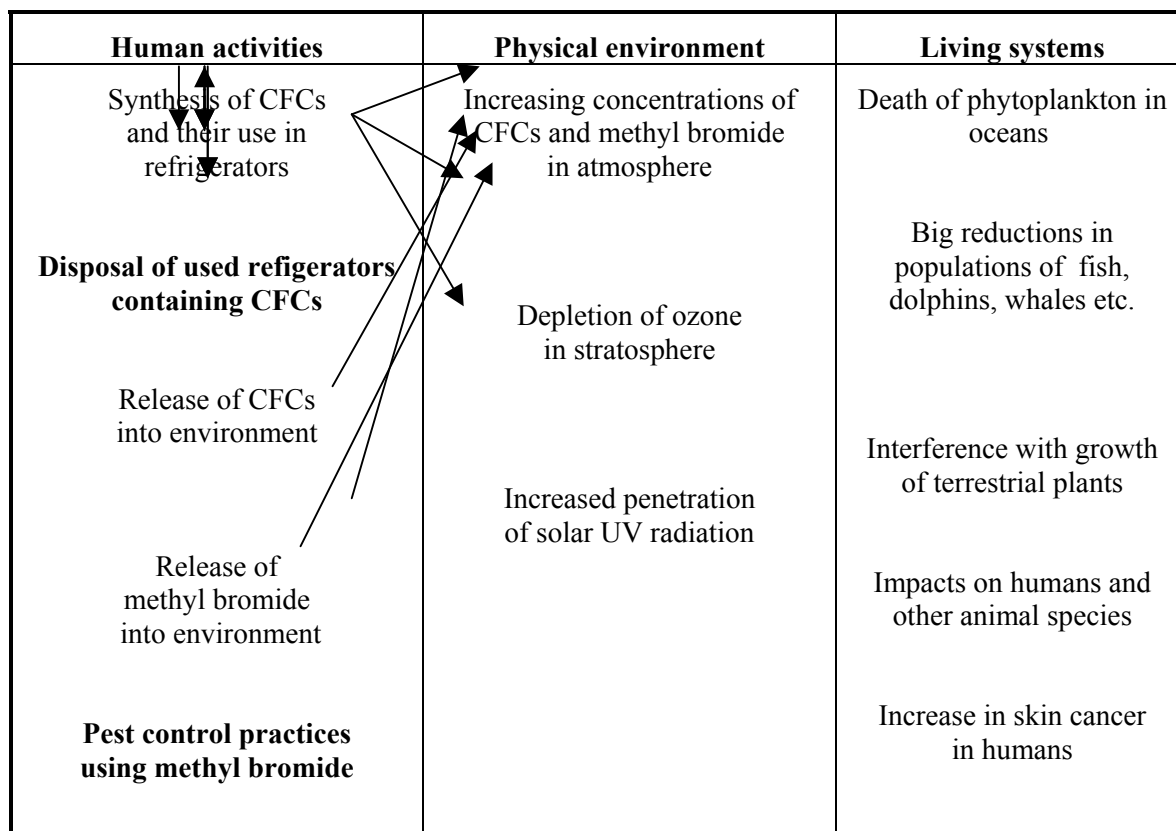 Human activities
Synthesis of CFCs
and their use in
refrigerators
Disposal of used refigerators
containing CFCs
Release of CFCs
into environment
Release of
methyl bromide
into environment
Pest control practices
using methyl bromide
Physical environment
Increasing concentrations of
CFCs and methyl bromide
in atmosphere
Depletion of ozone
in stratosphere
Increased penetration
of solar UV radiation
Living systems
Death of phytoplankton in
oceans
Big reductions in
populations of fish,
dolphins, whales etc.
Interference with growth
of terrestrial plants
Impacts on humans and
other animal species
Increase in skin cancer
in humans